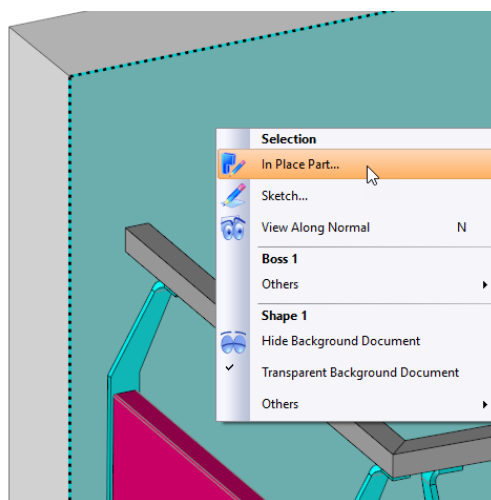 Selection
In Place Part...
Sketch...
View Along Normal N
Boss 1
Others
Shape 1
Hide Background Document
Transparent Background Document
Others